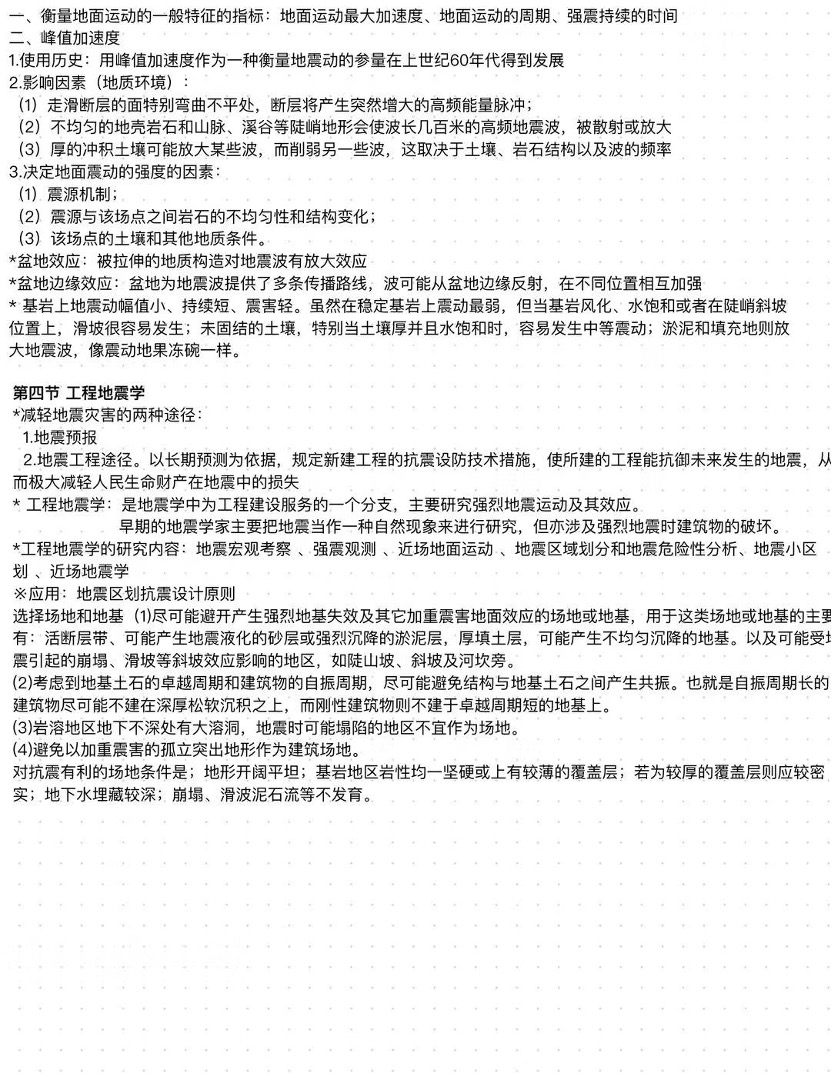 一、衡量地面运动的一般特征的指标：地面运动最大加速度、地面运动的周期、强震持续的时间
二、峰值加速度
1.使用历史：用峰值加速度作为一种衡量地震动的参量在上世纪60年代得到发展
2.影响因素（地质环境）：
（1）走滑断层的面特别弯曲不平处，断层将产生突然增大的高频能量脉冲；
（2）不均匀的地壳岩石和山脉、溪谷等陡峭地形会使波长几百米的高频地震波，被散射或放大
（3）厚的冲积土壤可能放大某些波，而削弱另一些波，这取决于土壤、岩石结构以及波的频率
3.决定地面震动的强度的因素：
（1）震源机制；
（2）震源与该场点之间岩石的不均匀性和结构变化；
（3）该场点的土壤和其他地质条件。
*盆地效应：被拉伸的地质构造对地震波有放大效应
*盆地边缘效应：盆地为地震波提供了多条传播路线，波可能从盆地边缘反射，在不同位置相互加强
* 基岩上地震动幅值小、持续短、震害轻。虽然在稳定基岩上震动最弱，但当基岩风化、水饱和或者在陡峭斜坡
位置上，滑坡很容易发生；未固结的土壤，特别当土壤厚并且水饱和时，容易发生中等震动；淤泥和填充地则放
大地震波，像震动地果冻碗一样。
第四节 工程地震学
*减轻地震灾害的两种途径：
1.地震预报
2.地震工程途径。以长期预测为依据，规定新建工程的抗震设防技术措施，使所建的工程能抗御未来发生的地震，从
而极大减轻人民生命财产在地震中的损失
* 工程地震学：是地震学中为工程建设服务的一个分支，主要研究强烈地震运动及其效应。
早期的地震学家主要把地震当作一种自然现象来进行研究，但亦涉及强烈地震时建筑物的破坏。
*工程地震学的研究内容：地震宏观考察 、强震观测 、近场地面运动 、地震区域划分和地震危险性分析、地震小区
划 、近场地震学
※应用：地震区划抗震设计原则
选择场地和地基（1)尽可能避开产生强烈地基失效及其它加重震害地面效应的场地或地基，用于这类场地或地基的主要
有：活断层带、可能产生地震液化的砂层或强烈沉降的淤泥层，厚填土层，可能产生不均匀沉降的地基。以及可能受地
震引起的崩塌、滑坡等斜坡效应影响的地区，如陡山坡、斜坡及河坎旁。
(2)考虑到地基土石的卓越周期和建筑物的自振周期，尽可能避免结构与地基土石之间产生共振。也就是自振周期长的
建筑物尽可能不建在深厚松软沉积之上，而刚性建筑物则不建于卓越周期短的地基上。
(3)岩溶地区地下不深处有大溶洞，地震时可能塌陷的地区不宜作为场地。
(4)避免以加重震害的孤立突出地形作为建筑场地。
对抗震有利的场地条件是；地形开阔平坦；基岩地区岩性均一坚硬或上有较薄的覆盖层；若为较厚的覆盖层则应较密
实；地下水埋藏较深；崩塌、滑波泥石流等不发育。